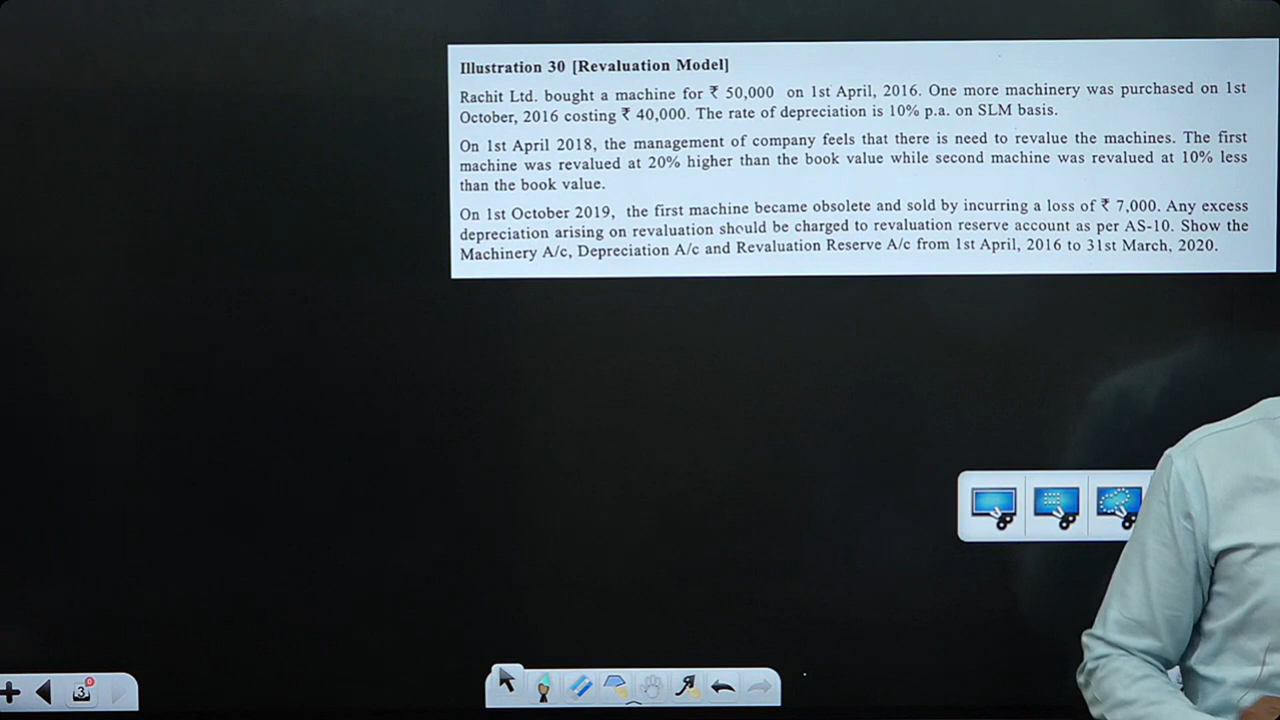 Illustration 30 [Revaluation Model]
Rachit Ltd. bought a machine for ₹ 50,000 on 1st April, 2016. One more machinery was purchased on 1st
October, 2016 costing ₹ 40,000. The rate of depreciation is 10% p.a. on SLM basis.
On 1st April 2018, the management of company feels that there is need to revalue the machines. The first
machine was revalued at 20% higher than the book value while second machine was revalued at 10% less
than the book value.
On 1st October 2019, the first machine became obsolete and sold by incurring a loss of ₹ 7,000. Any excess
depreciation arising on revaluation should be charged to revaluation reserve account as per AS-10. Show the
Machinery A/c, Depreciation A/c and Revaluation Reserve A/c from 1st April, 2016 to 31st March, 2020.
3
0